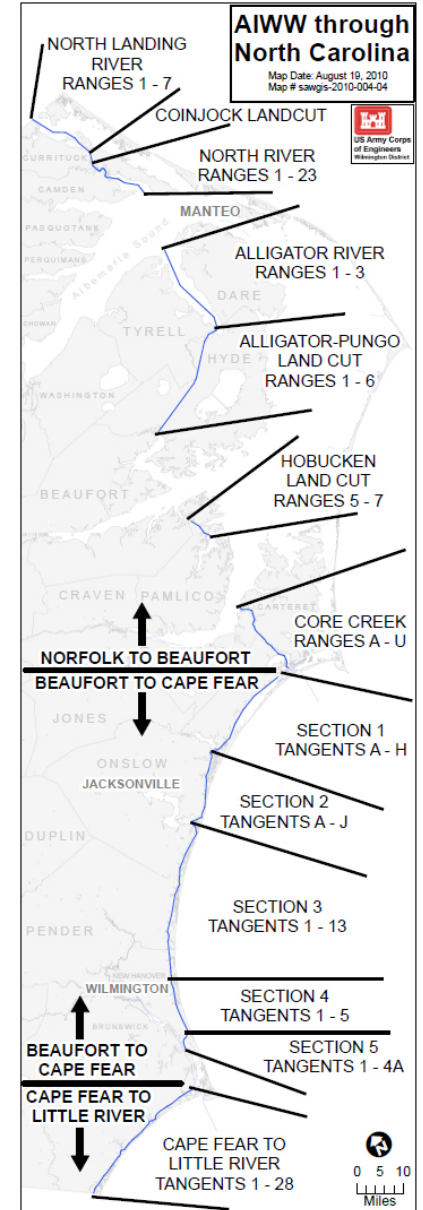 AIWW through
North Carolina
Map Date: August 19, 2010
Map # sawgis-2010-004-04
US Army Corps
of Engineers
Wilmington District
NORTH LANDING
RIVER
RANGES 1 - 7
COINJOCK LANDCUT
NORTH RIVER
RANGES 1 - 23
CURRITUCK
CAMDEN
MANTEO
PASQUOTANK
PERQUIMANS
Albemarle Sound
ALLIGATOR RIVER
RANGES 1 - 3
DARE
CHOWAN
TYRRELL
ALLIGATOR-PUNGO
LAND CUT
RANGES 1 - 6
HYDE
WASHINGTON
HOBUCKEN
LAND CUT
RANGES 5 - 7
BEAUFORT
CRAVEN
PAMLICO
CARTERET
CORE CREEK
RANGES A - U
NORFOLK TO BEAUFORT
BEAUFORT TO CAPE FEAR
JONES
SECTION 1
TANGENTS A - H
ONSLOW
JACKSONVILLE
SECTION 2
TANGENTS A - J
DUPLIN
SECTION 3
TANGENTS 1 - 13
PENDER
NEW HANOVER
WILMINGTON
SECTION 4
TANGENTS 1 - 5
BRUNSWICK
SECTION 5
TANGENTS 1 - 4A
BEAUFORT TO
CAPE FEAR
CAPE FEAR TO
LITTLE RIVER
CAPE FEAR TO
LITTLE RIVER
TANGENTS 1 - 28
0 5 10
Miles